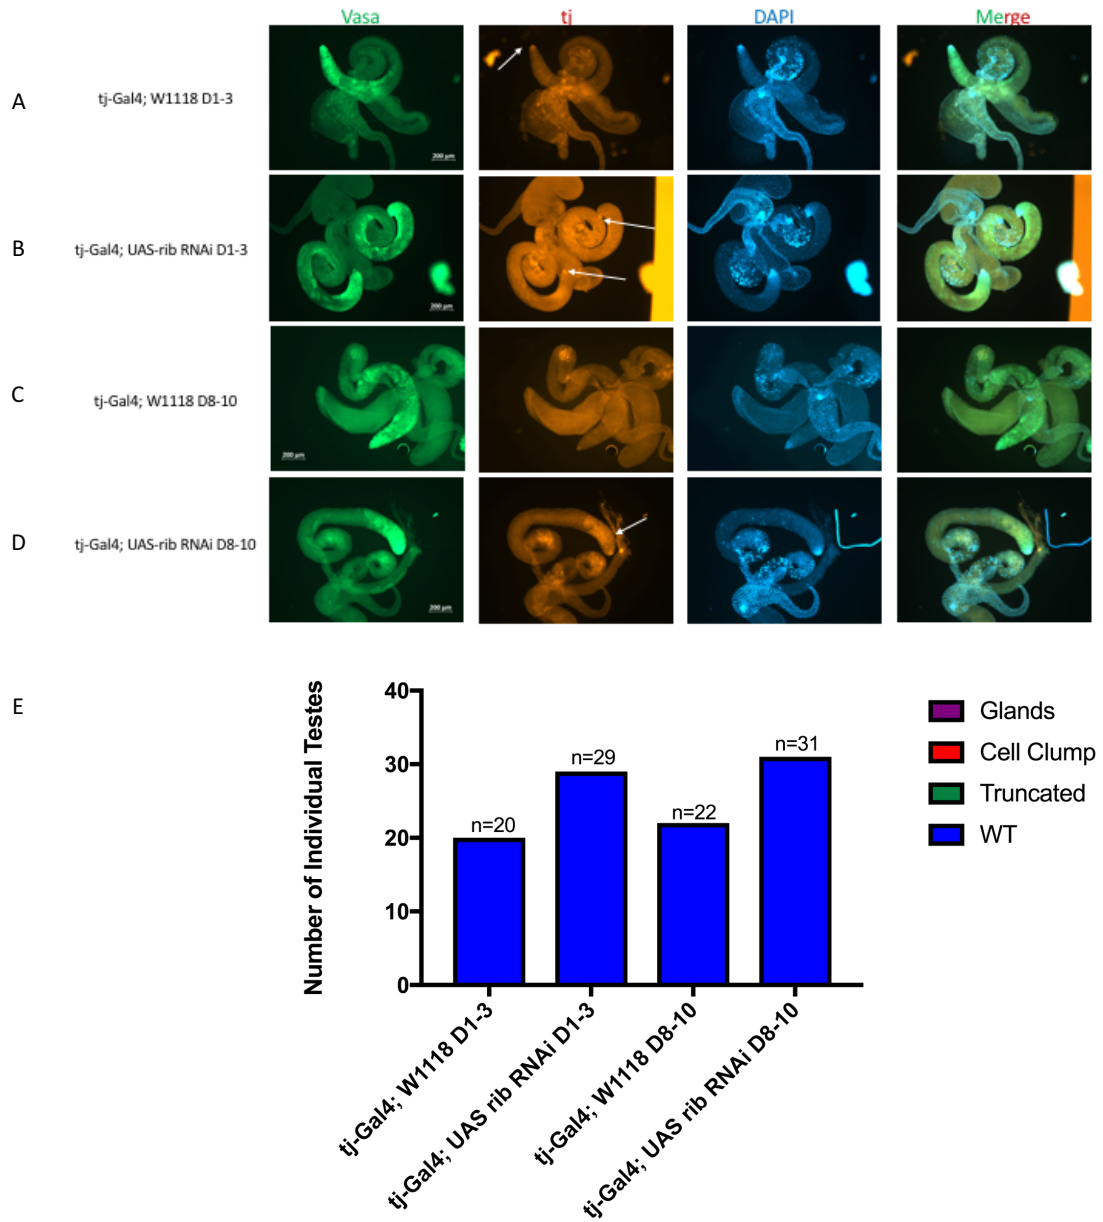 Vasa tj DAPI Merge
A tj-Gal4; W1118 D1-3
200 µm
B tj-Gal4; UAS-rib RNAi D1-3
200 µm
C tj-Gal4; W1118 D8-10
200 µm
D tj-Gal4; UAS-rib RNAi D8-10
200 µm
E
Number of Individual Testes
40
30
20
10
0
n=20
n=29
n=22
n=31
tj-Gal4; W1118 D1-3
tj-Gal4; UAS rib RNAi D1-3
tj-Gal4; W1118 D8-10
tj-Gal4; UAS rib RNAi D8-10
Glands
Cell Clump
Truncated
WT